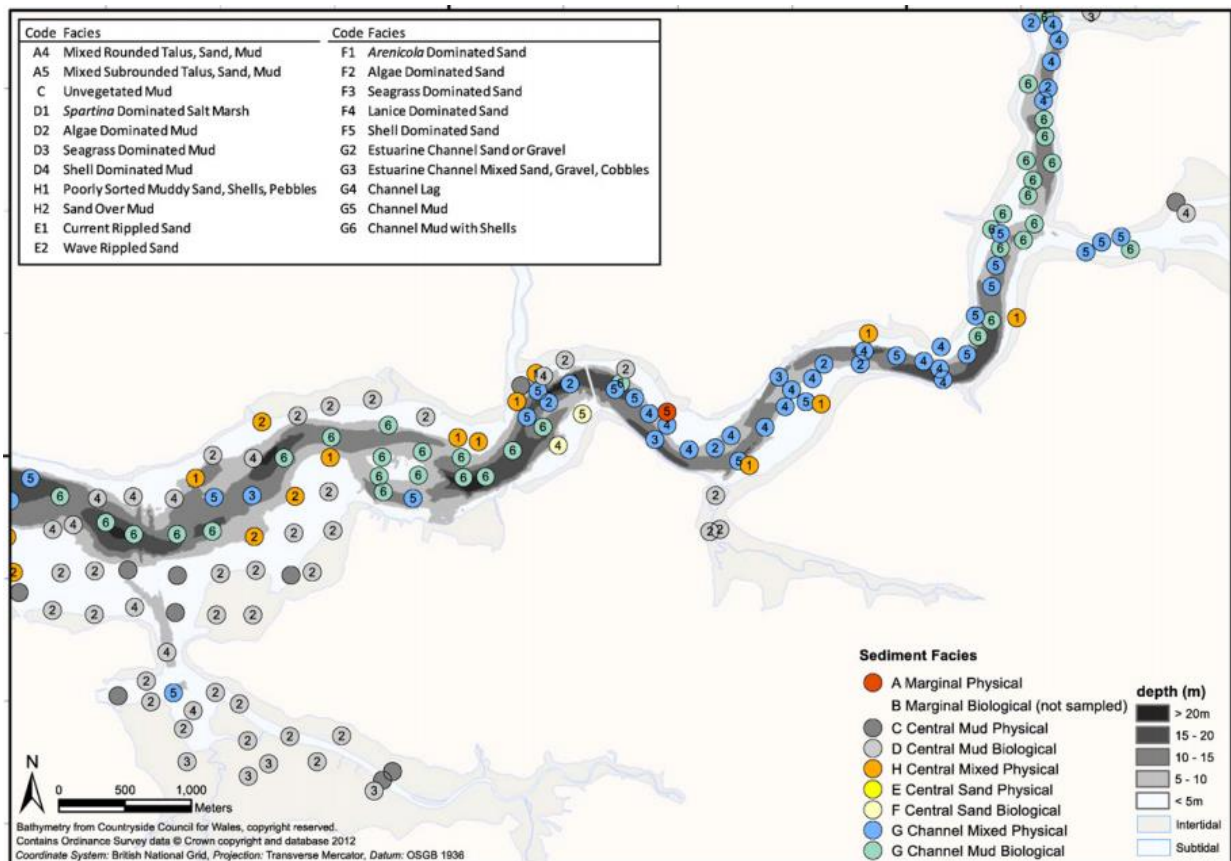 Code Facies
A4 Mixed Rounded Talus, Sand, Mud
A5 Mixed Subrounded Talus, Sand, Mud
C Unvegetated Mud
D1 Spartina Dominated Salt Marsh
D2 Algae Dominated Mud
D3 Seagrass Dominated Mud
D4 Shell Dominated Mud
H1 Poorly Sorted Muddy Sand, Shells, Pebbles
H2 Sand Over Mud
E1 Current Rippled Sand
E2 Wave Rippled Sand
Code Facies
F1 Arenicola Dominated Sand
F2 Algae Dominated Sand
F3 Seagrass Dominated Sand
F4 Lanice Dominated Sand
F5 Shell Dominated Sand
G2 Estuarine Channel Sand or Gravel
G3 Estuarine Channel Mixed Sand, Gravel, Cobbles
G4 Channel Lag
G5 Channel Mud
G6 Channel Mud with Shells
Sediment Facies
A Marginal Physical
B Marginal Biological (not sampled)
C Central Mud Physical
D Central Mud Biological
H Central Mixed Physical
E Central Sand Physical
F Central Sand Biological
G Channel Mixed Physical
G Channel Mud Biological
depth (m)
> 20m
15 - 20
10 - 15
5 - 10
< 5m
Intertidal
Subtidal
N
0 500 1,000
Meters
Bathymetry from Countryside Council for Wales, copyright reserved.
Contains Ordinance Survey data © Crown copyright and database 2012
Coordinate System: British National Grid, Projection: Transverse Mercator, Datum: OSGB 1936